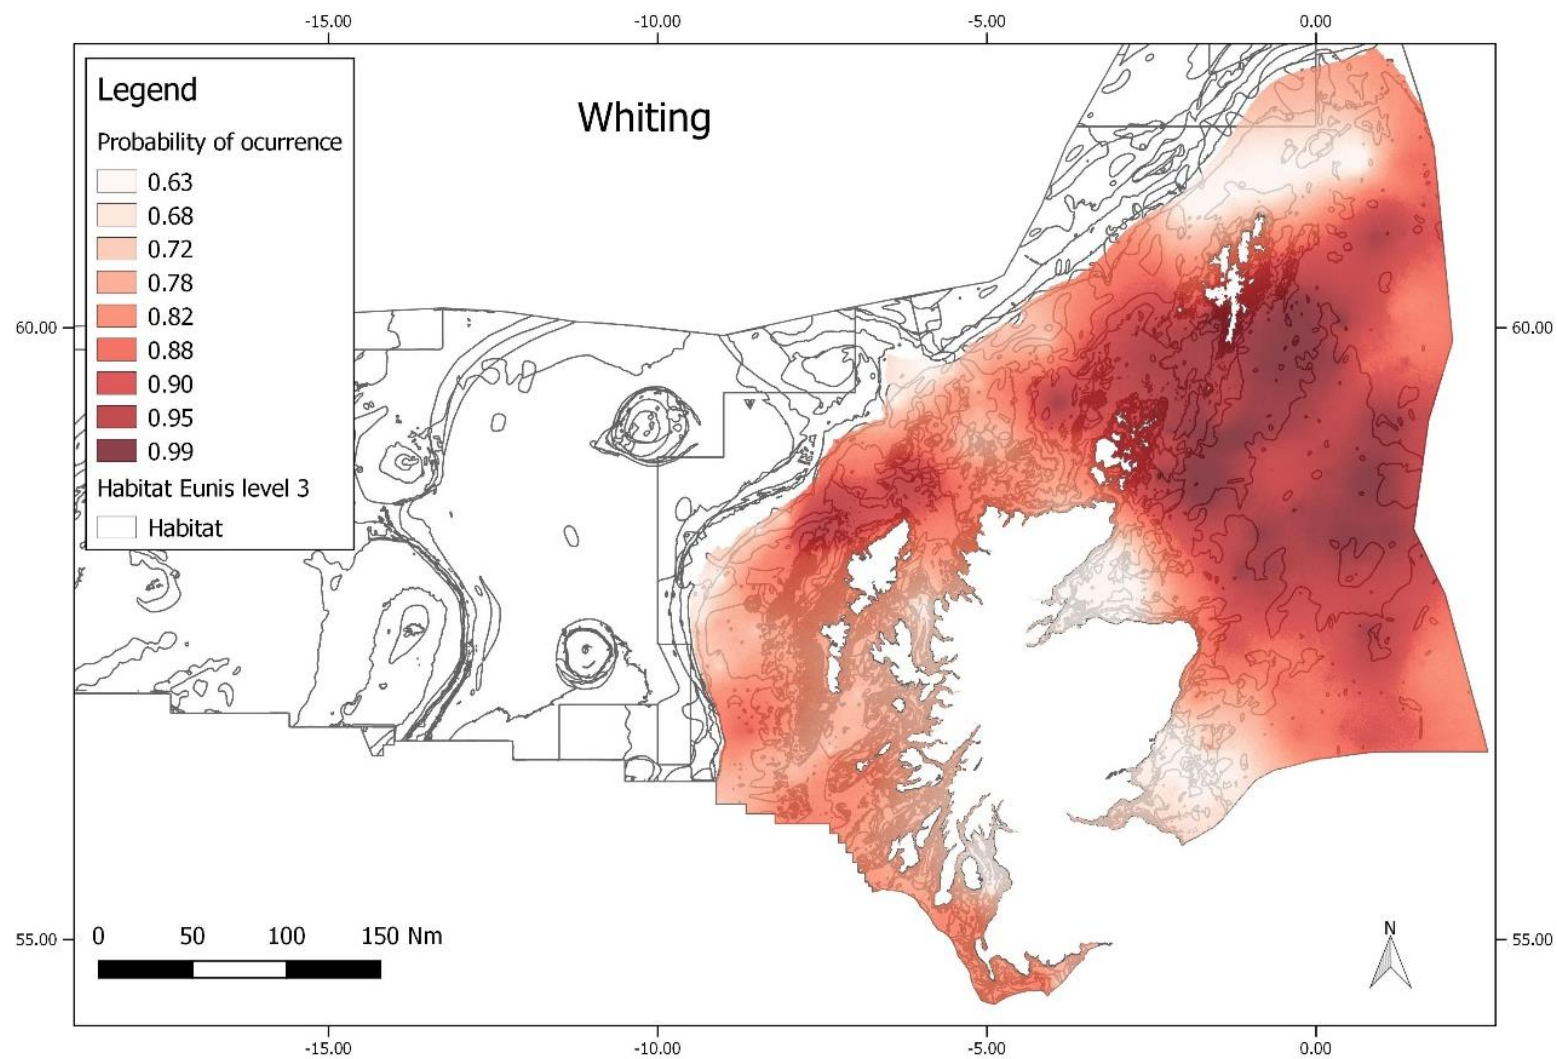 -15.00 -10.00 -5.00 0.00
Legend
Whiting
Probability of ocurrence
0.63
0.68
0.72
0.78
0.82
0.88
0.90
0.95
0.99
Habitat Eunis level 3
Habitat
60.00 60.00
0 50 100 150 Nm
N
55.00 55.00
-15.00 -10.00 -5.00 0.00